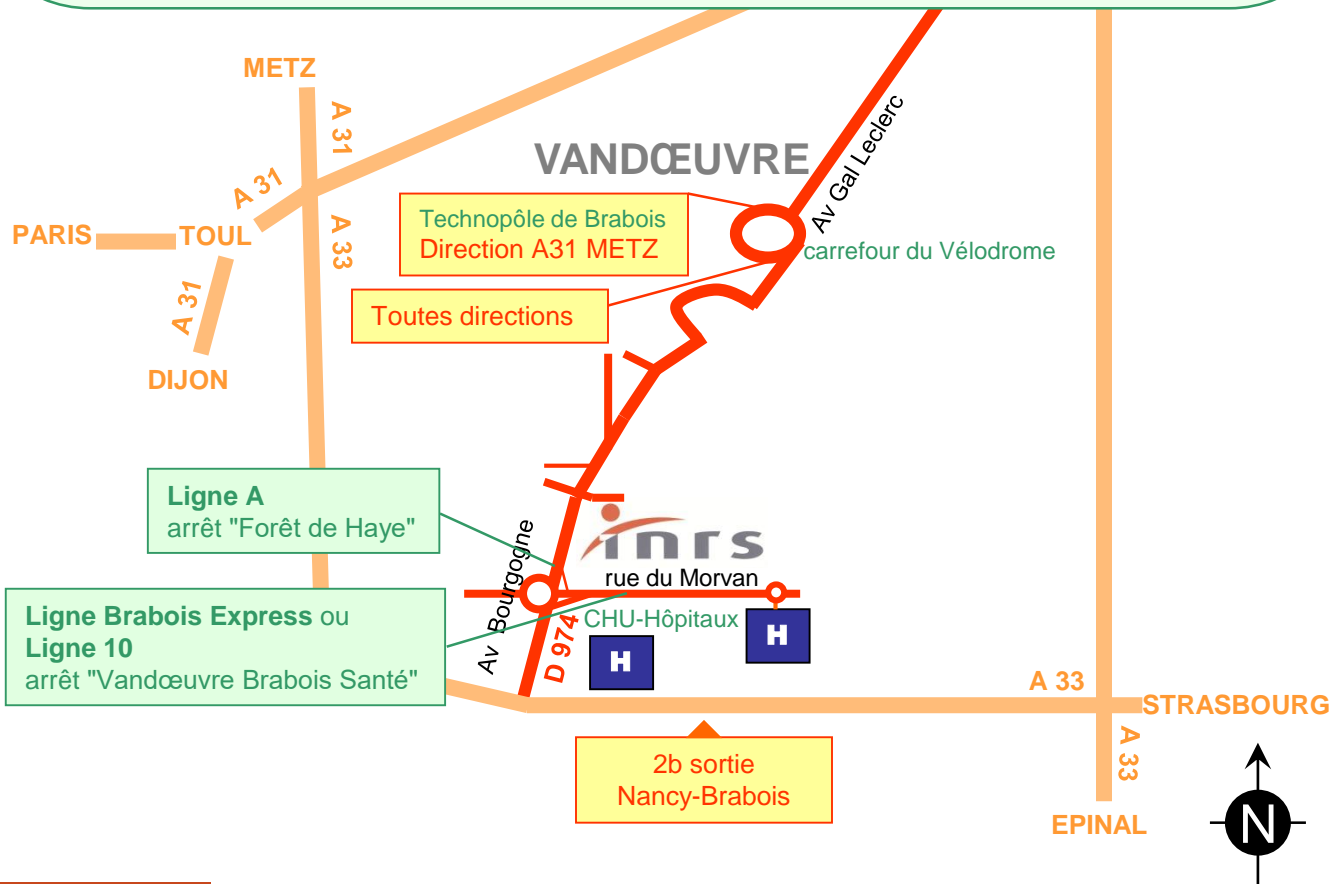 METZ
A 31
VANDŒUVRE
Av Gal Leclerc
A 31
Technopôle de Brabois
Direction A31 METZ
PARIS
TOUL
A 33
carrefour du Vélodrome
A 31
Toutes directions
DIJON
Ligne A
arrêt "Forêt de Haye"
inrs
Av Bourgogne
rue du Morvan
Ligne Brabois Express ou
Ligne 10
arrêt "Vandœuvre Brabois Santé"
D 974
CHU-Hôpitaux
H
H
A 33
STRASBOURG
A 33
2b sortie
Nancy-Brabois
EPINAL
N